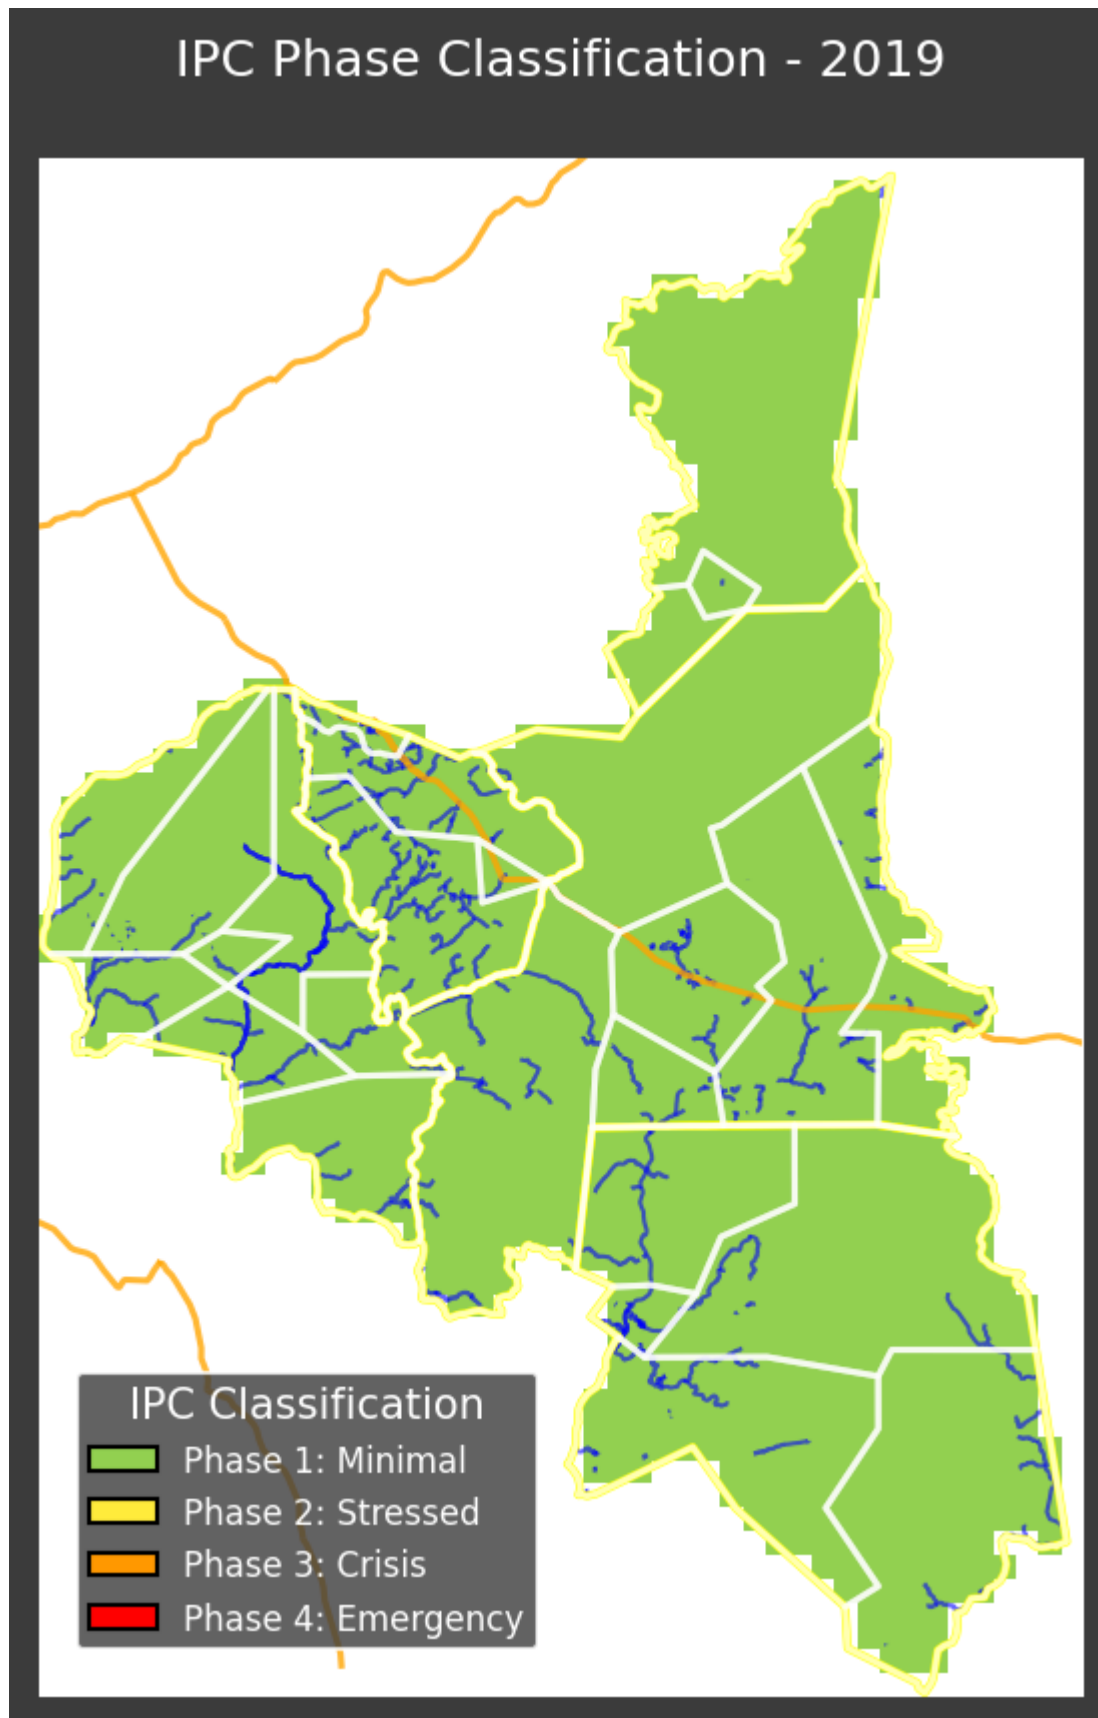 IPC Phase Classification - 2019
IPC Classification
Phase 1: Minimal
Phase 2: Stressed
Phase 3: Crisis
Phase 4: Emergency